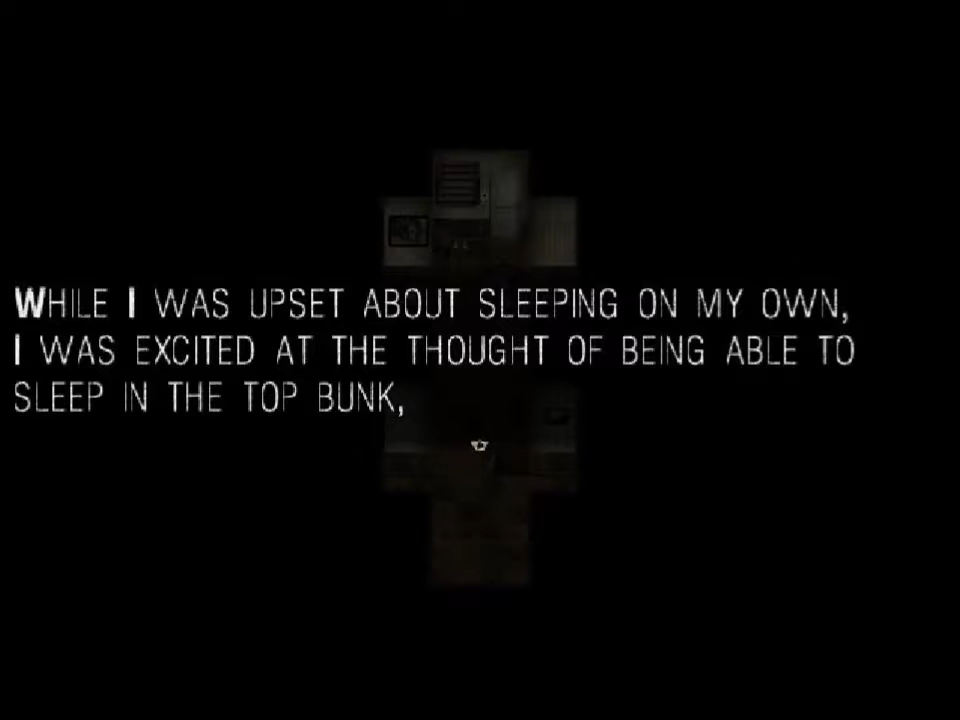 WHILE I WAS UPSET ABOUT SLEEPING ON MY OWN,
I WAS EXCITED AT THE THOUGHT OF BEING ABLE TO
SLEEP IN THE TOP BUNK,